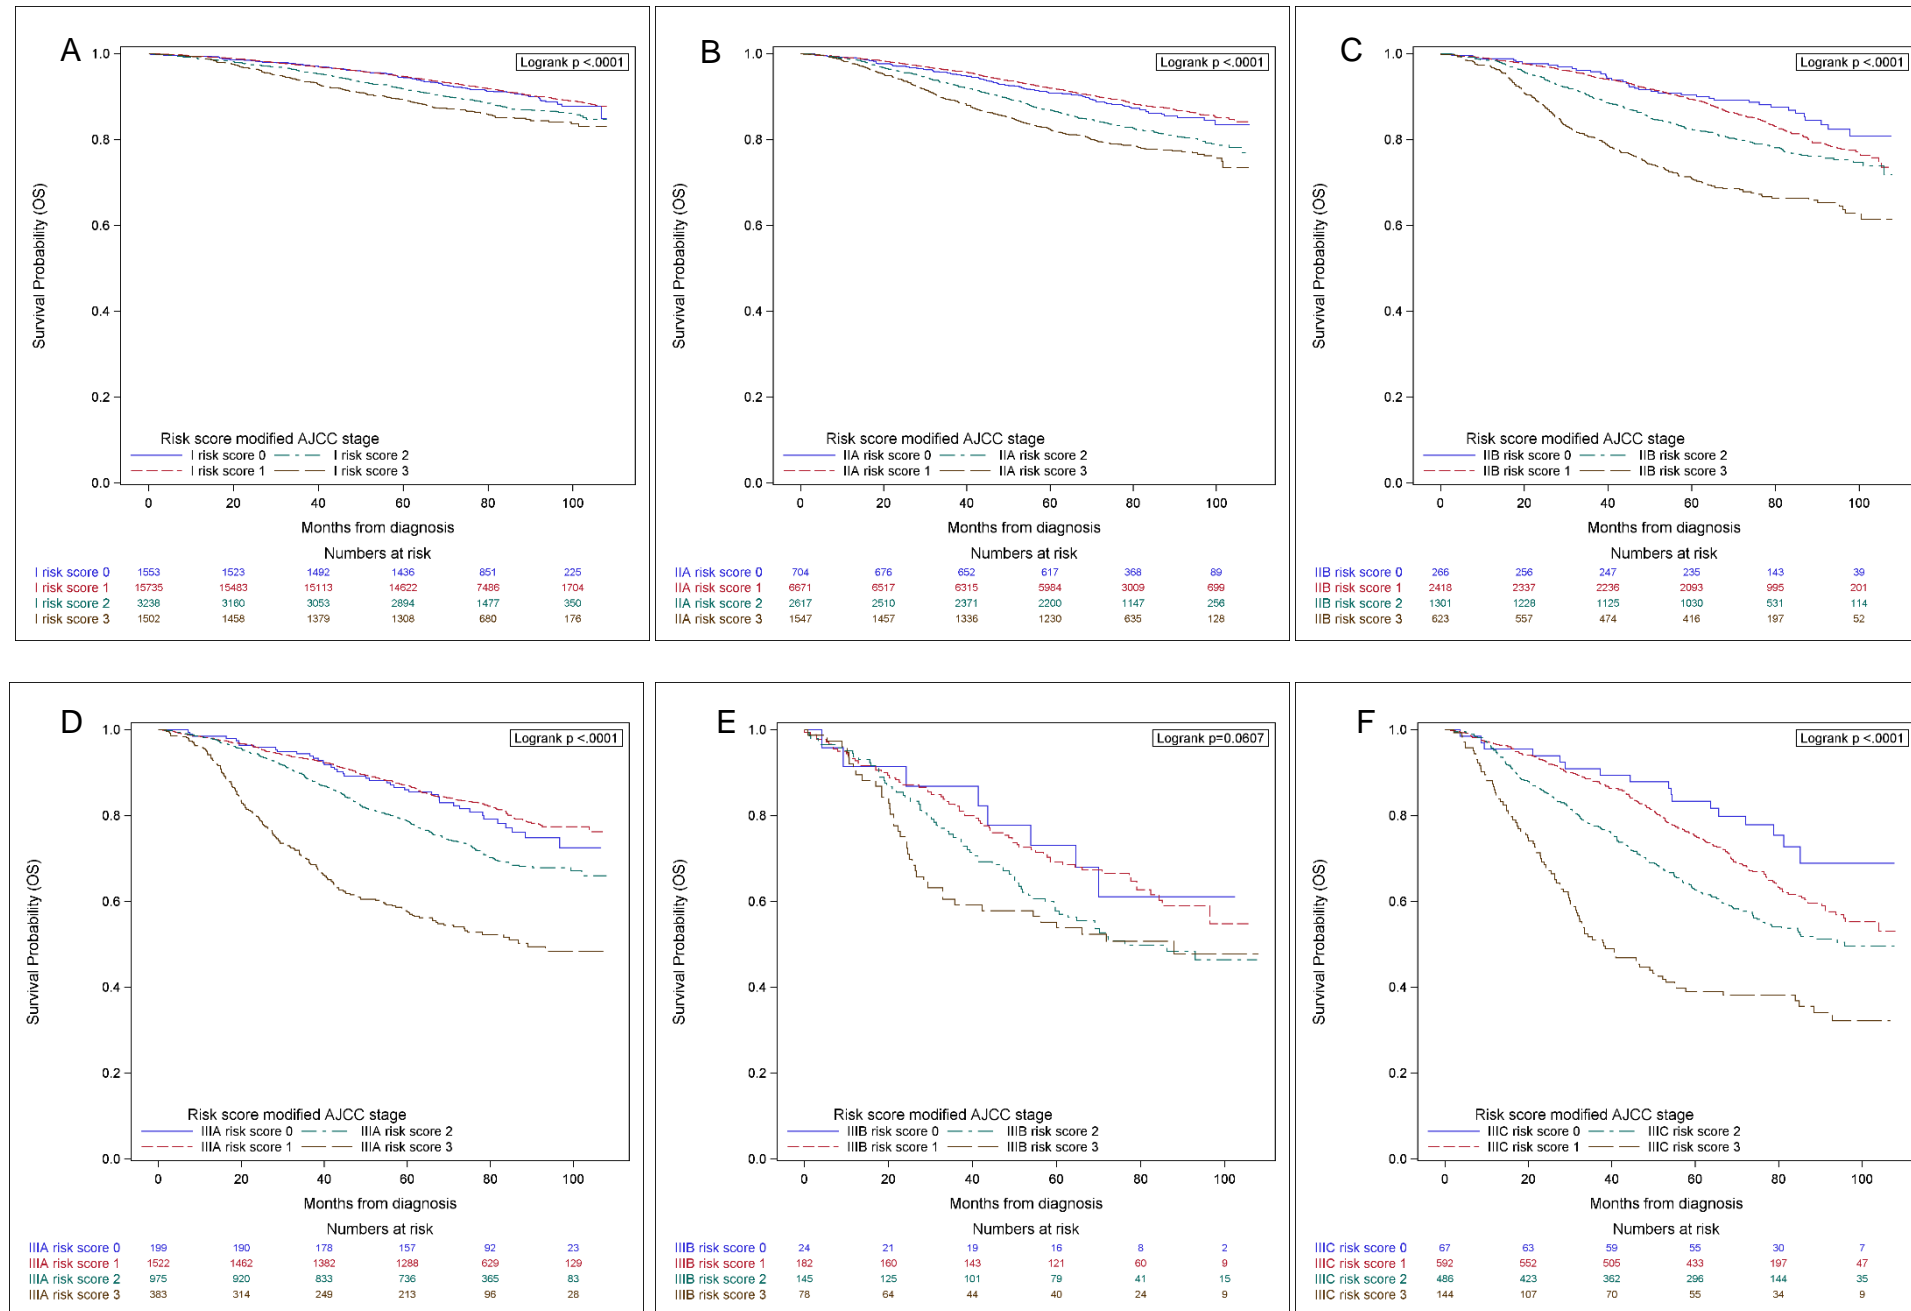 A
Logrank p <.0001
1.0
0.8
0.6
0.4
0.2
0.0
Survival Probability (OS)
Risk score modified AJCC stage
I risk score 0 I risk score 2
I risk score 1 I risk score 3
0 20 40 60 80 100
Months from diagnosis
Numbers at risk
I risk score 0 1553 1523 1492 1436 851 225
I risk score 1 15735 15483 15113 14622 7486 1704
I risk score 2 3238 3160 3053 2894 1477 350
I risk score 3 1502 1458 1379 1308 680 176
B
Logrank p <.0001
1.0
0.8
0.6
0.4
0.2
0.0
Survival Probability (OS)
Risk score modified AJCC stage
IIA risk score 0 IIA risk score 2
IIA risk score 1 IIA risk score 3
0 20 40 60 80 100
Months from diagnosis
Numbers at risk
IIA risk score 0 704 676 652 617 368 89
IIA risk score 1 6671 6517 6315 5984 3009 699
IIA risk score 2 2617 2510 2371 2200 1147 256
IIA risk score 3 1547 1457 1336 1230 635 128
C
Logrank p <.0001
1.0
0.8
0.6
0.4
0.2
0.0
Survival Probability (OS)
Risk score modified AJCC stage
IIB risk score 0 IIB risk score 2
IIB risk score 1 IIB risk score 3
0 20 40 60 80 100
Months from diagnosis
Numbers at risk
IIB risk score 0 266 256 247 235 143 39
IIB risk score 1 2418 2337 2236 2093 995 201
IIB risk score 2 1301 1228 1125 1030 531 114
IIB risk score 3 623 557 474 416 197 52
D
Logrank p <.0001
1.0
0.8
0.6
0.4
0.2
0.0
Survival Probability (OS)
Risk score modified AJCC stage
IIIA risk score 0 IIIA risk score 2
IIIA risk score 1 IIIA risk score 3
0 20 40 60 80 100
Months from diagnosis
Numbers at risk
IIIA risk score 0 199 190 178 157 92 23
IIIA risk score 1 1522 1462 1382 1288 629 129
IIIA risk score 2 975 920 833 736 365 83
IIIA risk score 3 383 314 249 213 96 28
E
Logrank p=0.0607
1.0
0.8
0.6
0.4
0.2
0.0
Survival Probability (OS)
Risk score modified AJCC stage
IIIB risk score 0 IIIB risk score 2
IIIB risk score 1 IIIB risk score 3
0 20 40 60 80 100
Months from diagnosis
Numbers at risk
IIIB risk score 0 24 21 19 16 8 2
IIIB risk score 1 182 160 143 121 60 9
IIIB risk score 2 145 125 101 79 41 15
IIIB risk score 3 78 64 44 40 24 9
F
Logrank p <.0001
1.0
0.8
0.6
0.4
0.2
0.0
Survival Probability (OS)
Risk score modified AJCC stage
IIIC risk score 0 IIIC risk score 2
IIIC risk score 1 IIIC risk score 3
0 20 40 60 80 100
Months from diagnosis
Numbers at risk
IIIC risk score 0 67 63 59 55 30 7
IIIC risk score 1 592 552 505 433 197 47
IIIC risk score 2 486 423 362 296 144 35
IIIC risk score 3 144 107 70 55 34 9